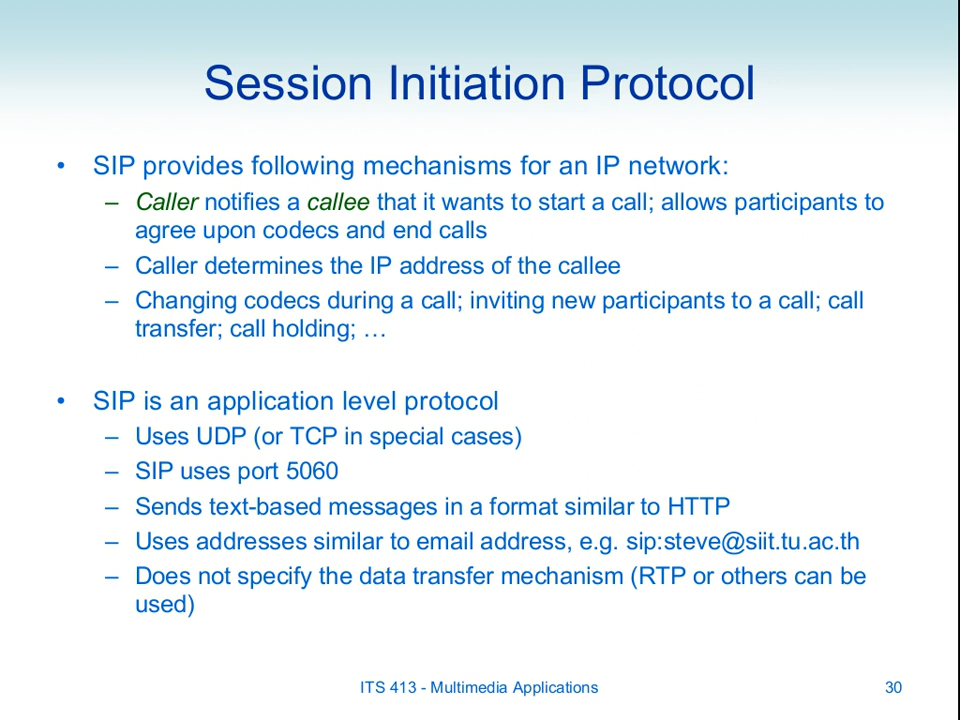 Session Initiation Protocol
• SIP provides following mechanisms for an IP network:
– Caller notifies a callee that it wants to start a call; allows participants to
agree upon codecs and end calls
– Caller determines the IP address of the callee
– Changing codecs during a call; inviting new participants to a call; call
transfer; call holding; …
• SIP is an application level protocol
– Uses UDP (or TCP in special cases)
– SIP uses port 5060
– Sends text-based messages in a format similar to HTTP
– Uses addresses similar to email address, e.g. sip:steve@siit.tu.ac.th
– Does not specify the data transfer mechanism (RTP or others can be
used)
ITS 413 - Multimedia Applications 30